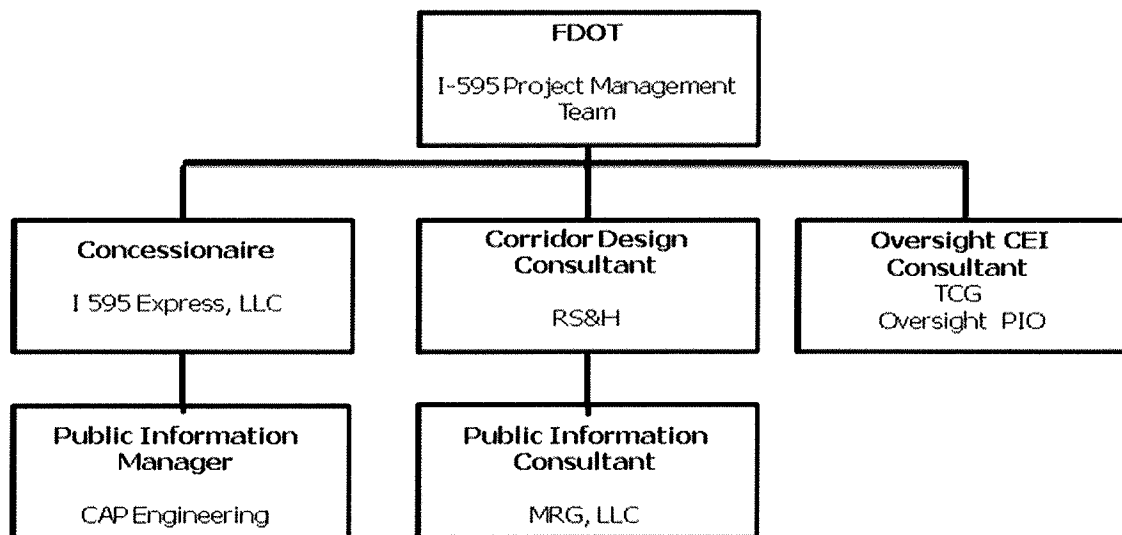 FDOT
I-595 Project Management
Team
Concessionaire
I 595 Express, LLC
Corridor Design
Consultant
RS&H
Oversight CEI
Consultant
TCG
Oversight PIO
Public Information
Manager
CAP Engineering
Public Information
Consultant
MRG, LLC